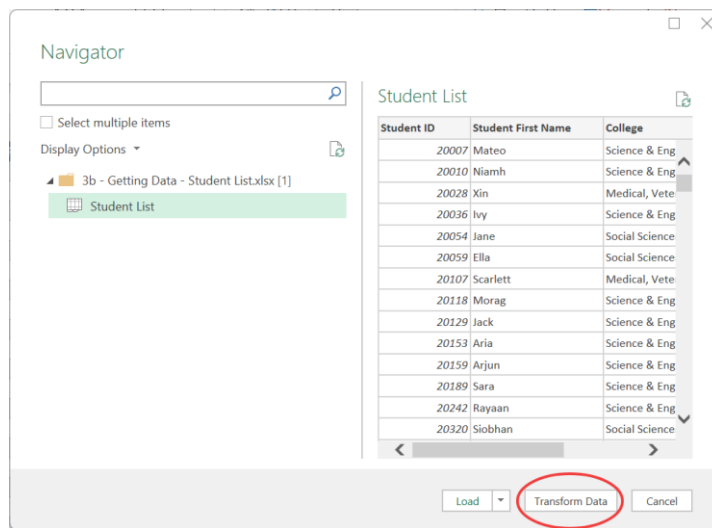 Navigator
Select multiple items
Display Options
3b - Getting Data - Student List.xlsx [1]
Student List
Student List
Student ID Student First Name College
20007 Mateo Science & Eng
20010 Niamh Science & Eng
20028 Xin Medical, Vete
20036 Ivy Science & Eng
20054 Jane Social Science
20059 Ella Social Science
20107 Scarlett Medical, Vete
20118 Morag Science & Eng
20129 Jack Science & Eng
20153 Aria Science & Eng
20159 Arjun Science & Eng
20189 Sara Science & Eng
20242 Rayaan Science & Eng
20320 Siobhan Social Science
Load Transform Data Cancel